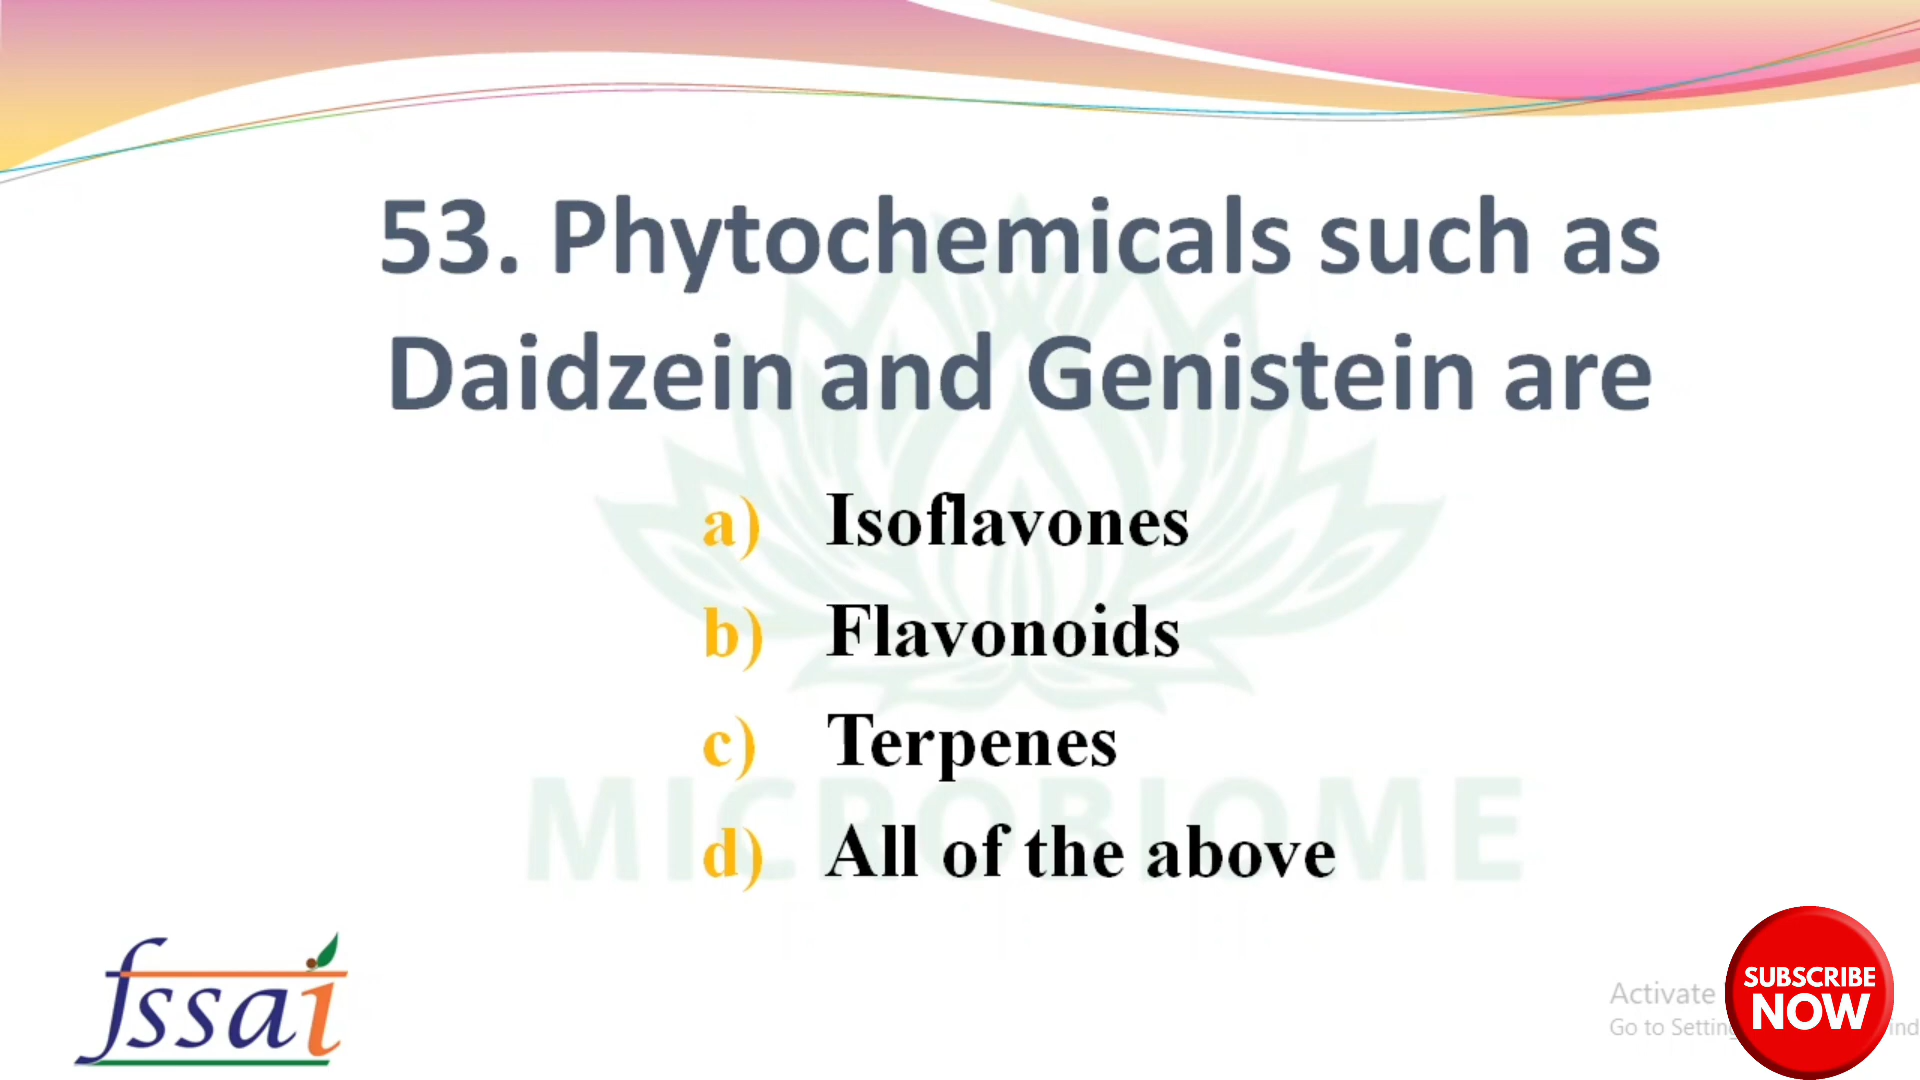 53. Phytochemicals such as
Daidzein and Genistein are
a) Isoflavones
b) Flavonoids
c) Terpenes
d) All of the above
MICROBIOME
fssai
Activate
Go to Setting
SUBSCRIBE
NOW